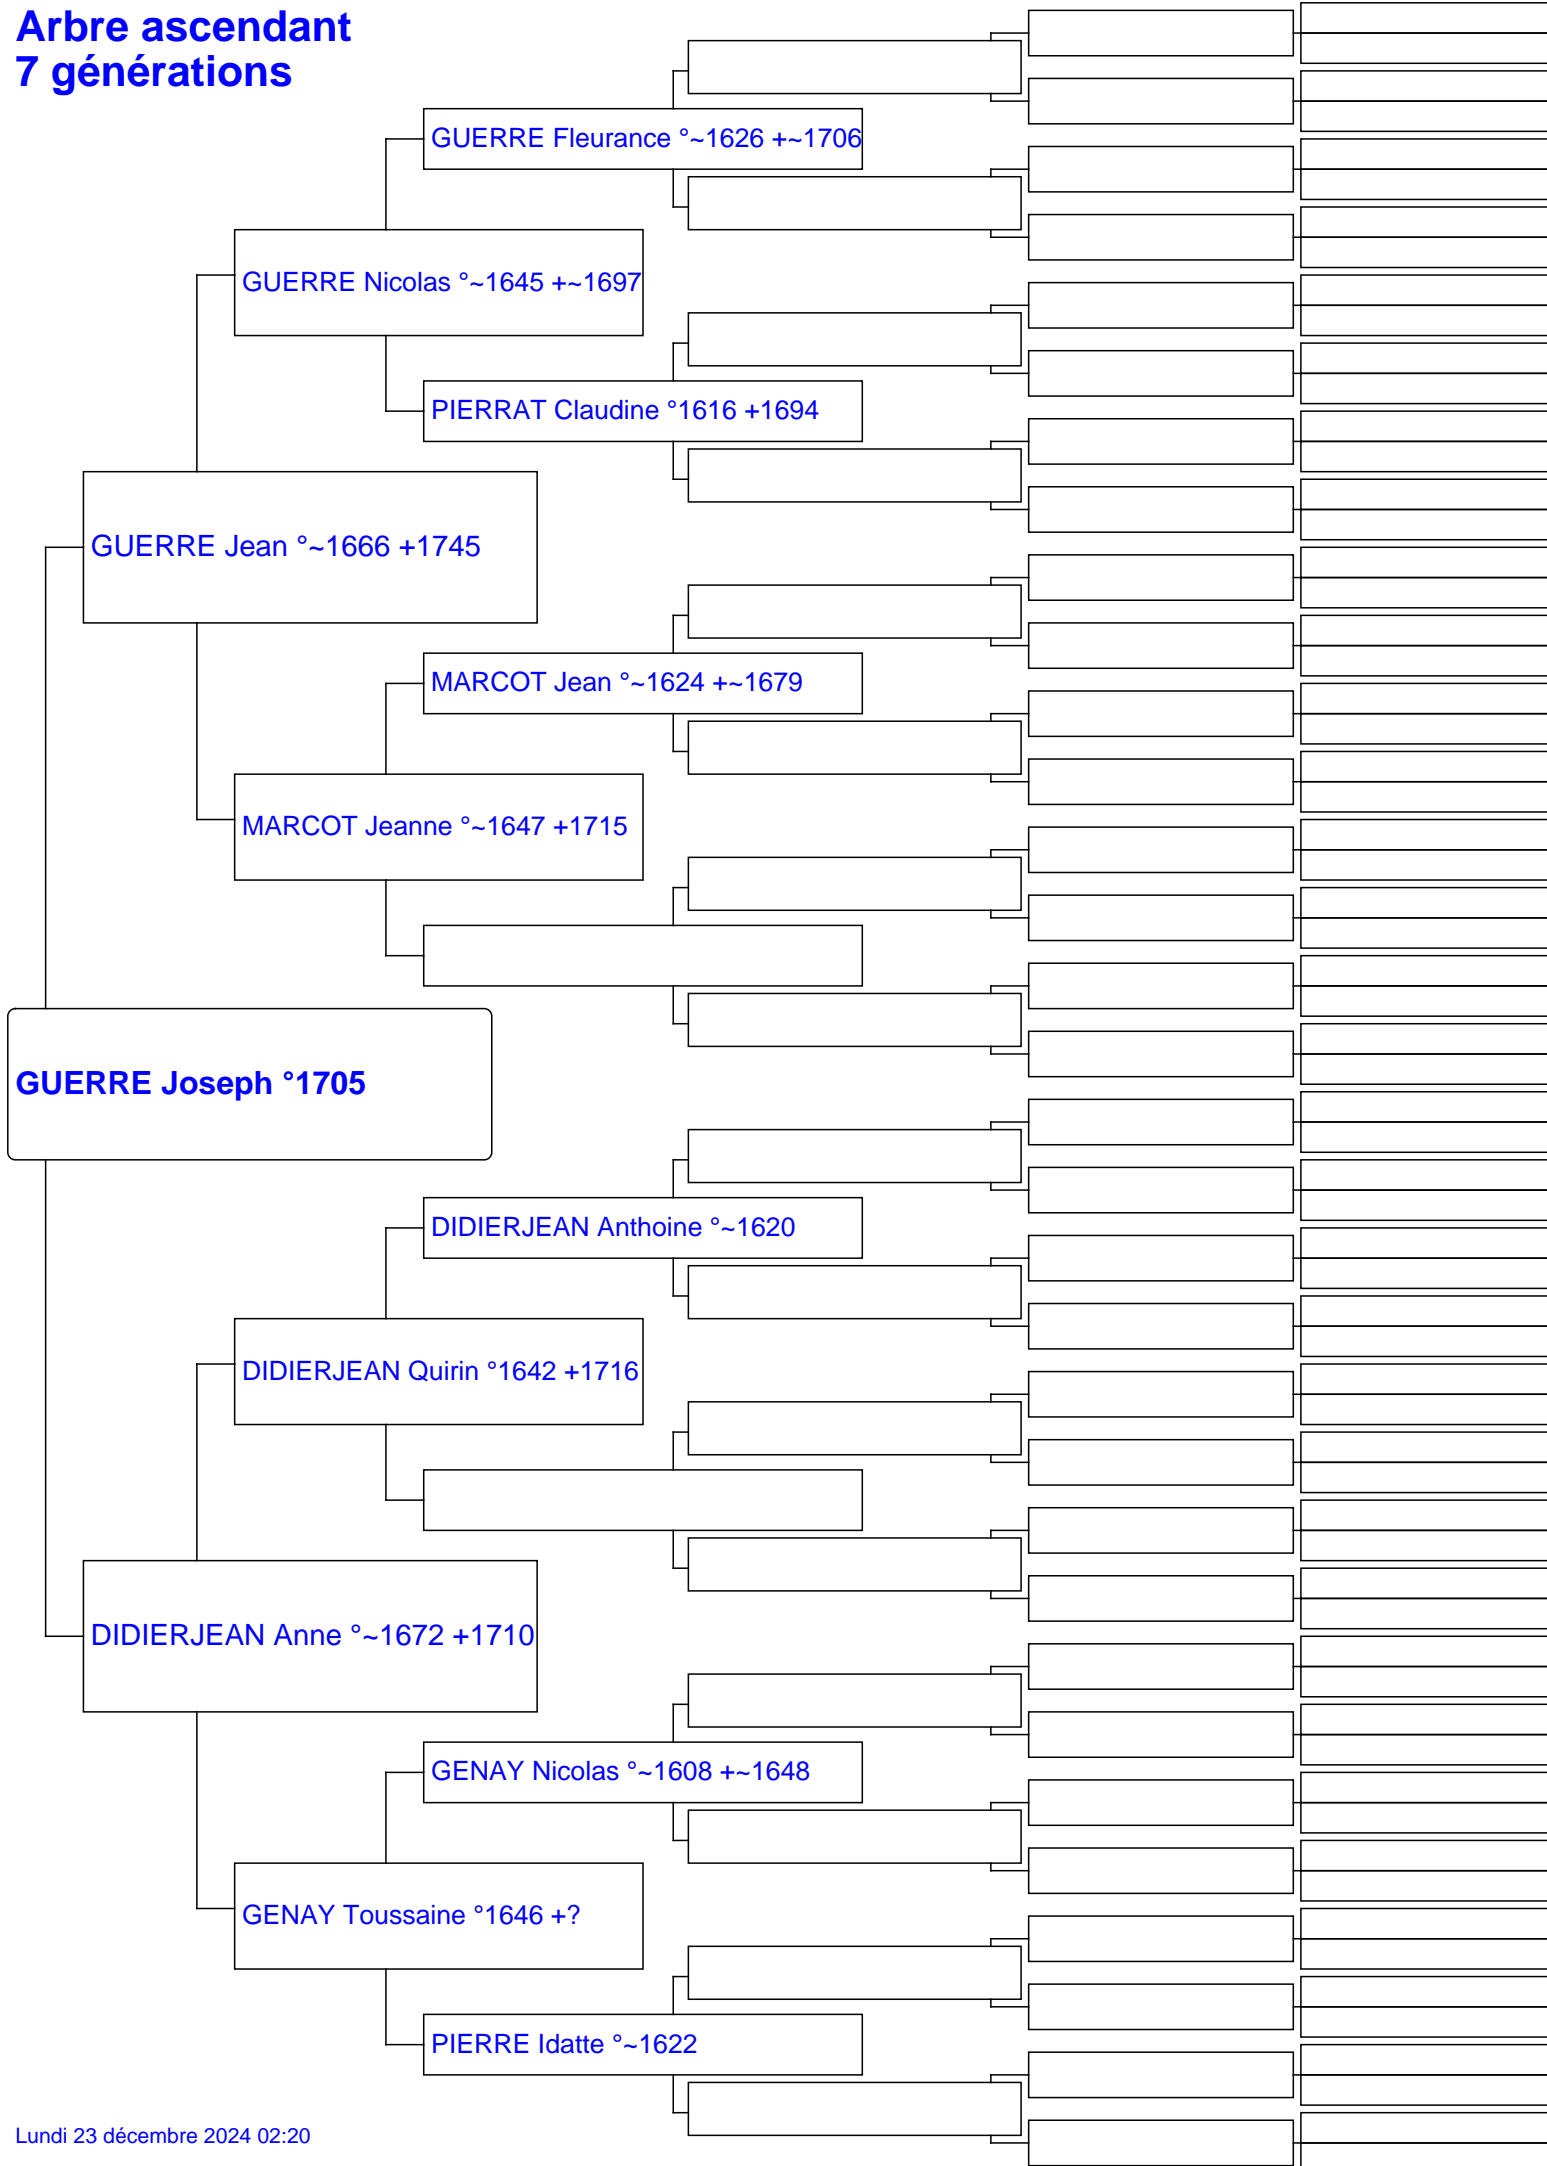 Arbre ascendant
7 générations
GUERRE Fleurance °~1626 +~1706
GUERRE Nicolas °~1645 +~1697
PIERRAT Claudine °1616 +1694
GUERRE Jean °~1666 +1745
MARCOT Jean °~1624 +~1679
MARCOT Jeanne °~1647 +1715
GUERRE Joseph °1705
DIDIERJEAN Anthoine °~1620
DIDIERJEAN Quirin °1642 +1716
DIDIERJEAN Anne °~1672 +1710
GENAY Nicolas °~1608 +~1648
GENAY Toussaine °1646 +?
PIERRE Idatte °~1622
Lundi 23 décembre 2024 02:20